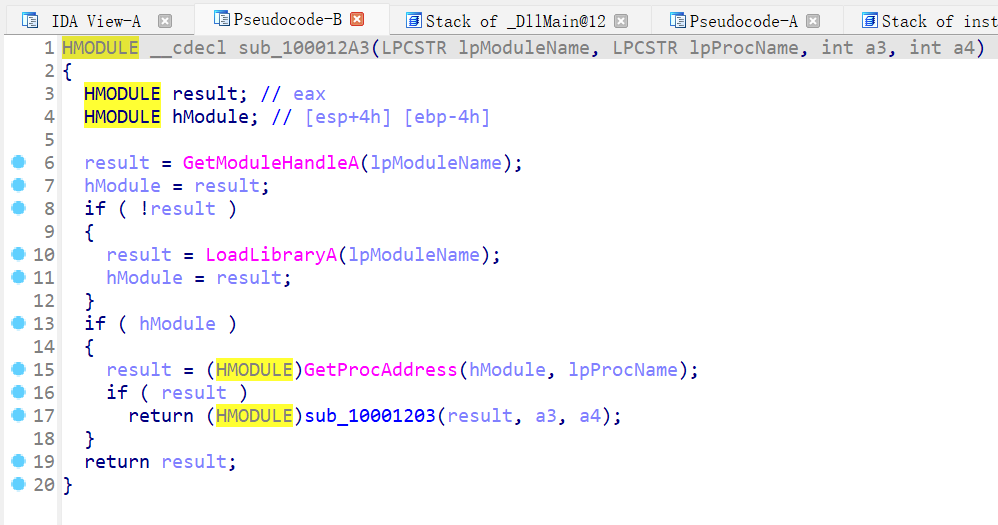 IDA View-A Pseudocode-B Stack of _DllMain@12 Pseudocode-A Stack of inst
1 HMODULE __cdecl sub_100012A3(LPCSTR lpModuleName, LPCSTR lpProcName, int a3, int a4)
2 {
3 HMODULE result; // eax
4 HMODULE hModule; // [esp+4h] [ebp-4h]
5
6 result = GetModuleHandleA(lpModuleName);
7 hModule = result;
8 if ( !result )
9 {
10 result = LoadLibraryA(lpModuleName);
11 hModule = result;
12 }
13 if ( hModule )
14 {
15 result = (HMODULE)GetProcAddress(hModule, lpProcName);
16 if ( result )
17 return (HMODULE)sub_10001203(result, a3, a4);
18 }
19 return result;
20 }